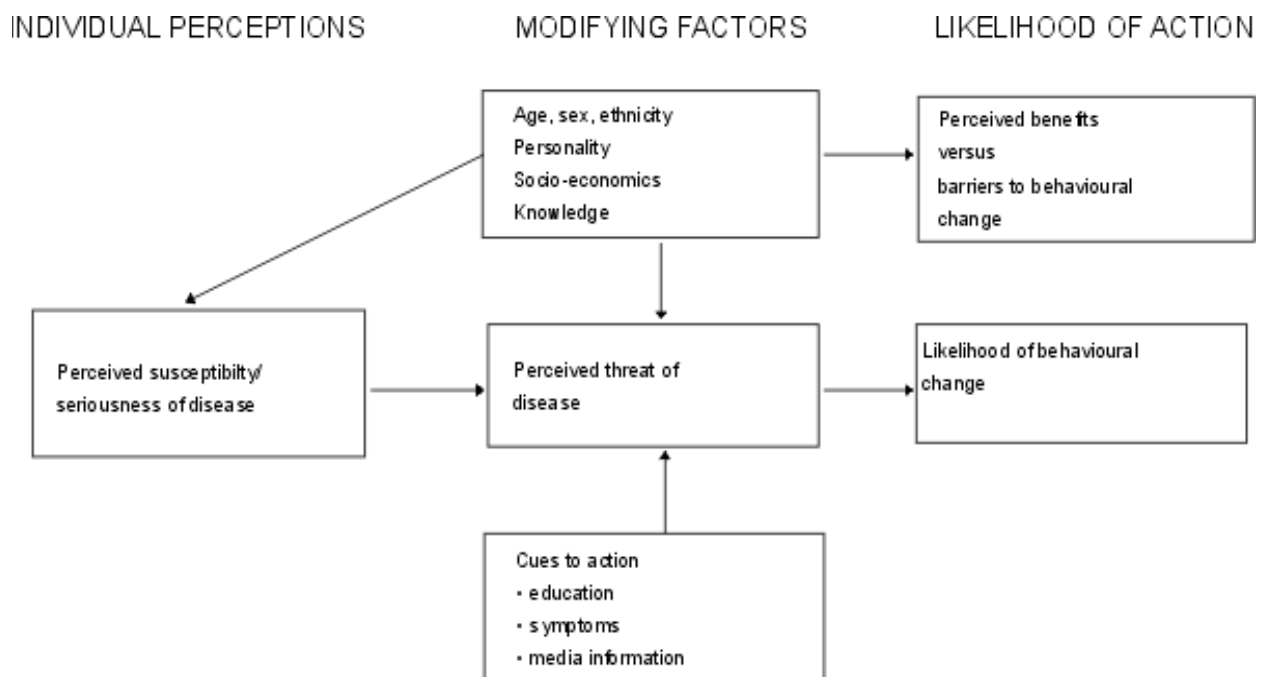 INDIVIDUAL PERCEPTIONS
MODIFYING FACTORS
LIKELIHOOD OF ACTION
Age, sex, ethnicity
Personality
Socio-economics
Knowledge
Perceived benefits
versus
barriers to behavioural
change
Perceived susceptibilty/
seriousness of disease
Perceived threat of
disease
Likelihood of behavioural
change
Cues to action
• education
• symptoms
• media information